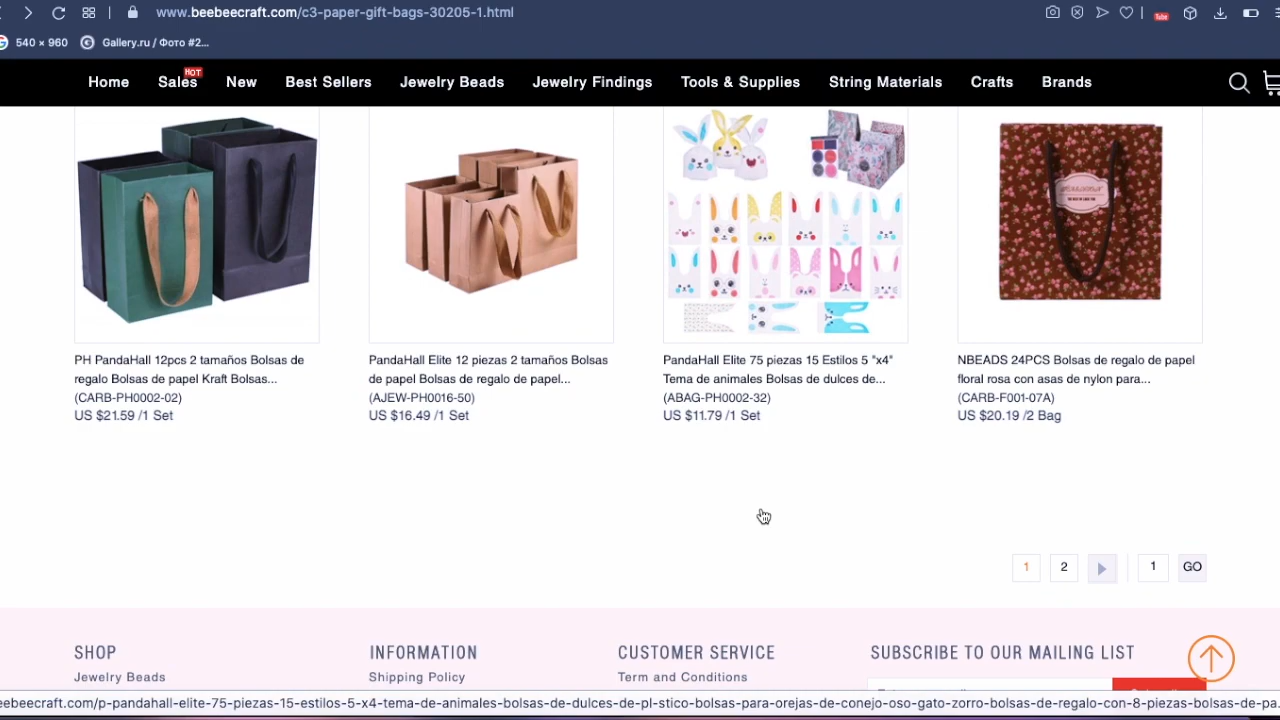 www.beebeecraft.com/c3-paper-gift-bags-30205-1.html
540 × 960 Gallery.ru / Фото #2...
Home Sales HOT New Best Sellers Jewelry Beads Jewelry Findings Tools & Supplies String Materials Crafts Brands
PH PandaHall 12pcs 2 tamaños Bolsas de
regalo Bolsas de papel Kraft Bolsas...
(CARB-PH0002-02)
US $21.59 /1 Set
PandaHall Elite 12 piezas 2 tamaños Bolsas
de papel Bolsas de regalo de papel...
(AJEW-PH0016-50)
US $16.49 /1 Set
PandaHall Elite 75 piezas 15 Estilos 5 "x4"
Tema de animales Bolsas de dulces de...
(ABAG-PH0002-32)
US $11.79 /1 Set
NBEADS 24PCS Bolsas de regalo de papel
floral rosa con asas de nylon para...
(CARB-F001-07A)
US $20.19 /2 Bag
1 2 1 GO
SHOP
Jewelry Beads
INFORMATION
Shipping Policy
CUSTOMER SERVICE
Term and Conditions
SUBSCRIBE TO OUR MAILING LIST
eebeecraft.com/p-pandahall-elite-75-piezas-15-estilos-5-x4-tema-de-animales-bolsas-de-dulces-de-pl-stico-bolsas-para-orejas-de-conejo-oso-gato-zorro-bolsas-de-regalo-con-8-piezas-bolsas-de-pa